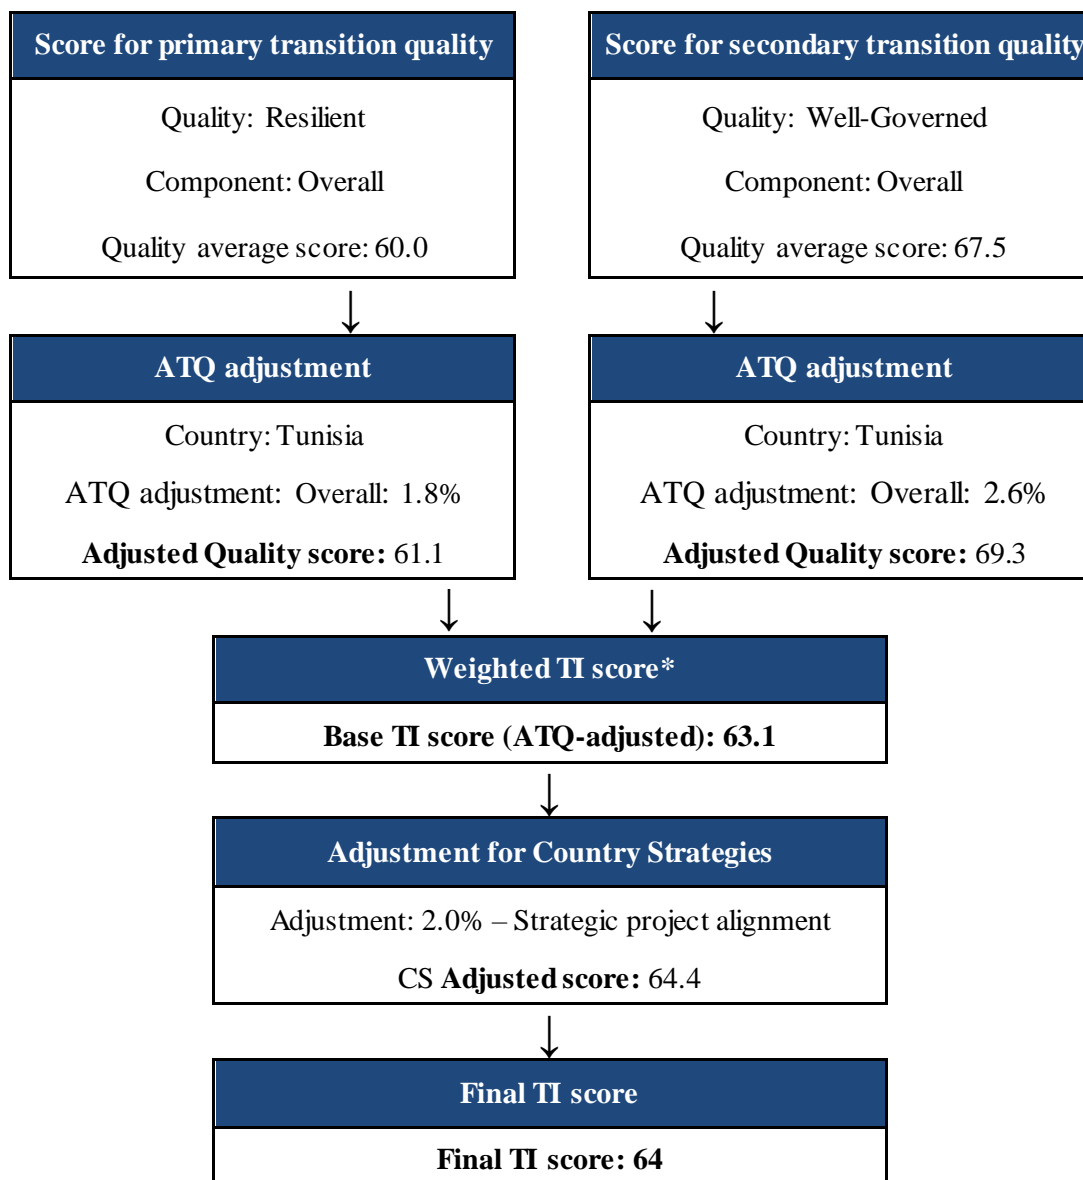 Score for primary transition quality
Quality: Resilient
Component: Overall
Quality average score: 60.0
Score for secondary transition quality
Quality: Well-Governed
Component: Overall
Quality average score: 67.5
ATQ adjustment
Country: Tunisia
ATQ adjustment: Overall: 1.8%
Adjusted Quality score: 61.1
ATQ adjustment
Country: Tunisia
ATQ adjustment: Overall: 2.6%
Adjusted Quality score: 69.3
Weighted TI score*
Base TI score (ATQ-adjusted): 63.1
Adjustment for Country Strategies
Adjustment: 2.0% – Strategic project alignment
CS Adjusted score: 64.4
Final TI score
Final TI score: 64